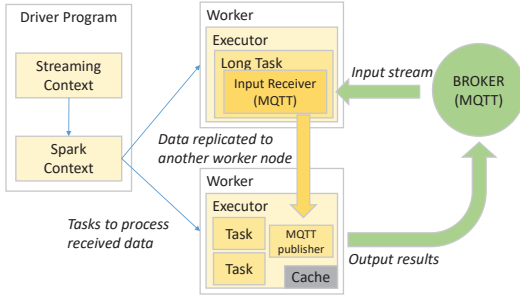 Driver Program
Streaming
Context
Spark
Context
Worker
Executor
Long Task
Input Receiver
(MQTT)
Input stream
BROKER
(MQTT)
Data replicated to
another worker node
Tasks to process
received data
Worker
Executor
Task
Task
MQTT
publisher
Cache
Output results